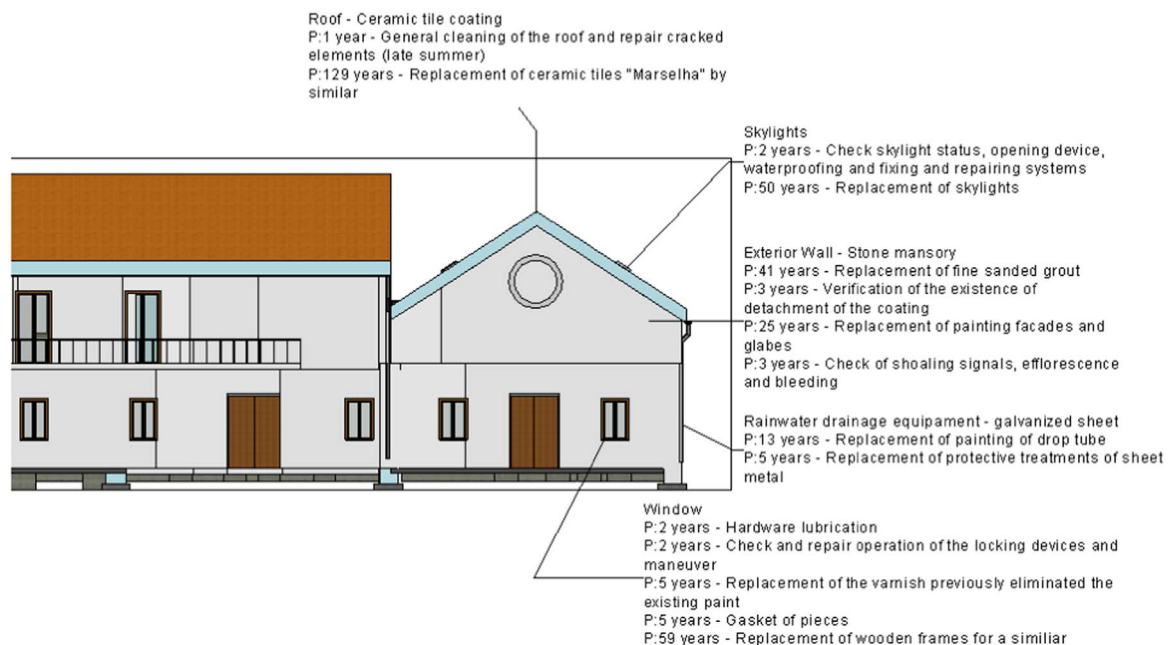 Roof - Ceramic tile coating
P:1 year - General cleaning of the roof and repair cracked
elements (late summer)
P:129 years - Replacement of ceramic tiles "Marselha" by
similar
Skylights
P:2 years - Check skylight status, opening device,
waterproofing and fixing and repairing systems
P:50 years - Replacement of skylights
Exterior Wall - Stone mansory
P:41 years - Replacement of fine sanded grout
P:3 years - Verification of the existence of
detachment of the coating
P:25 years - Replacement of painting facades and
glabes
P:3 years - Check of shoaling signals, efflorescence
and bleeding
Rainwater drainage equipament - galvanized sheet
P:13 years - Replacement of painting of drop tube
P:5 years - Replacement of protective treatments of sheet
metal
Window
P:2 years - Hardware lubrication
P:2 years - Check and repair operation of the locking devices and
maneuver
P:5 years - Replacement of the varnish previously eliminated the
existing paint
P:5 years - Gasket of pieces
P:59 years - Replacement of wooden frames for a similiar